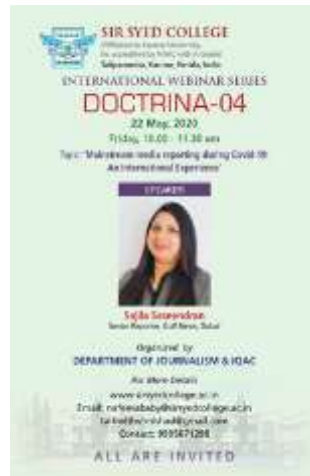 SIR SYED COLLEGE
Taliparamba, Kannur, Kerala, India
INTERNATIONAL WEBINAR SERIES
DOCTRINA-04
22 May, 2020
Friday, 10.00 - 11.30 am
Topic: "Mainstream media reporting during Covid-19
An International Experience"
SPEAKER
Sajila Saseendran
Senior Reporter, Gulf News, Dubai
Organized by
DEPARTMENT OF JOURNALISM & IQAC
For More Details
www.sirsyedcollege.ac.in
Contact:
ALL ARE INVITED